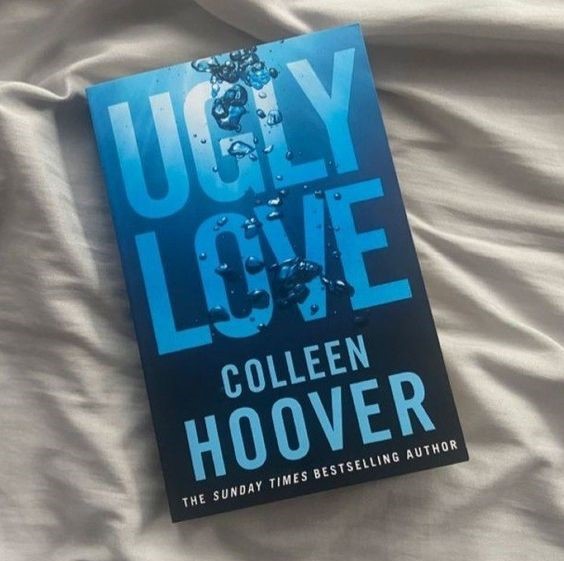 UGLY
LOVE
COLLEEN
HOOVER
THE SUNDAY TIMES BESTSELLING AUTHOR